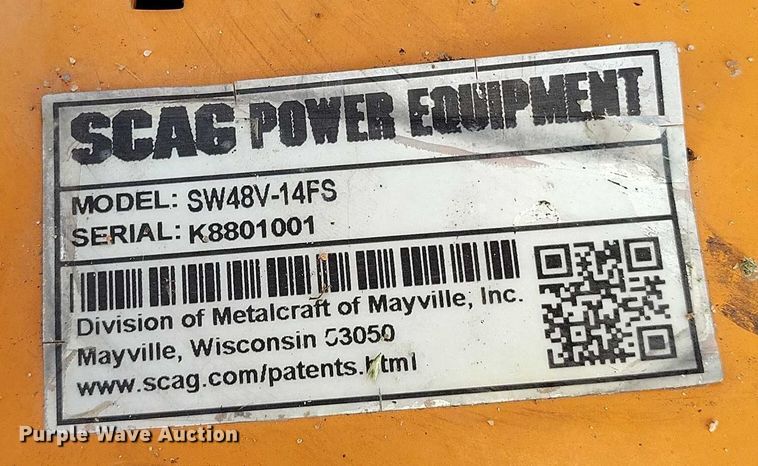 SCAG POWER EQUIPMENT
MODEL: SW48V-14FS
SERIAL: K8801001
Division of Metalcraft of Mayville, Inc.
Mayville, Wisconsin 53050
www.scag.com/patents.html
Purple Wave Auction